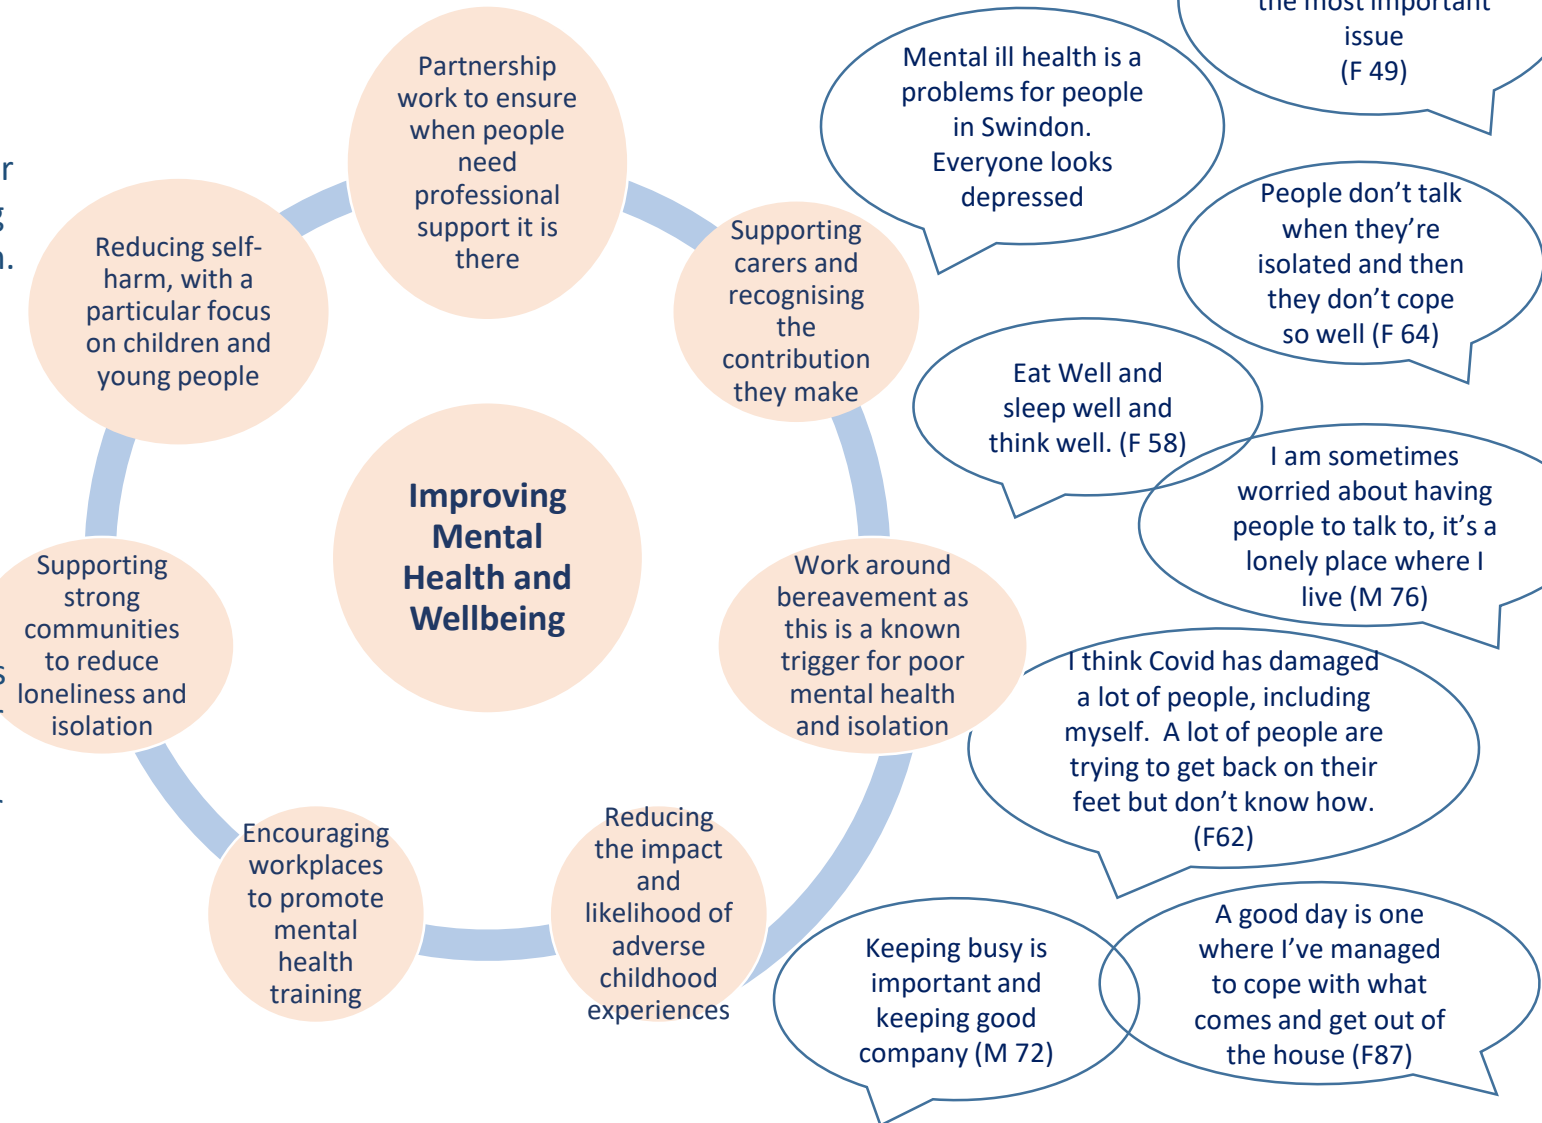 Partnership
work to ensure
when people
need
professional
support it is
there
Supporting
carers and
recognising
the
contribution
they make
Work around
bereavement as
this is a known
trigger for poor
mental health
and isolation
Reducing
the impact
and
likelihood of
adverse
childhood
experiences
Encouraging
workplaces
to promote
mental
health
training
Supporting
strong
communities
to reduce
loneliness and
isolation
Reducing self-
harm, with a
particular focus
on children and
young people
Improving
Mental
Health and
Wellbeing
the most important
issue
(F 49)
Mental ill health is a
problems for people
in Swindon.
Everyone looks
depressed
People don’t talk
when they’re
isolated and then
they don’t cope
so well (F 64)
Eat Well and
sleep well and
think well. (F 58)
I am sometimes
worried about having
people to talk to, it’s a
lonely place where I
live (M 76)
I think Covid has damaged
a lot of people, including
myself.  A lot of people are
trying to get back on their
feet but don’t know how.
(F62)
Keeping busy is
important and
keeping good
company (M 72)
A good day is one
where I’ve managed
to cope with what
comes and get out of
the house (F87)